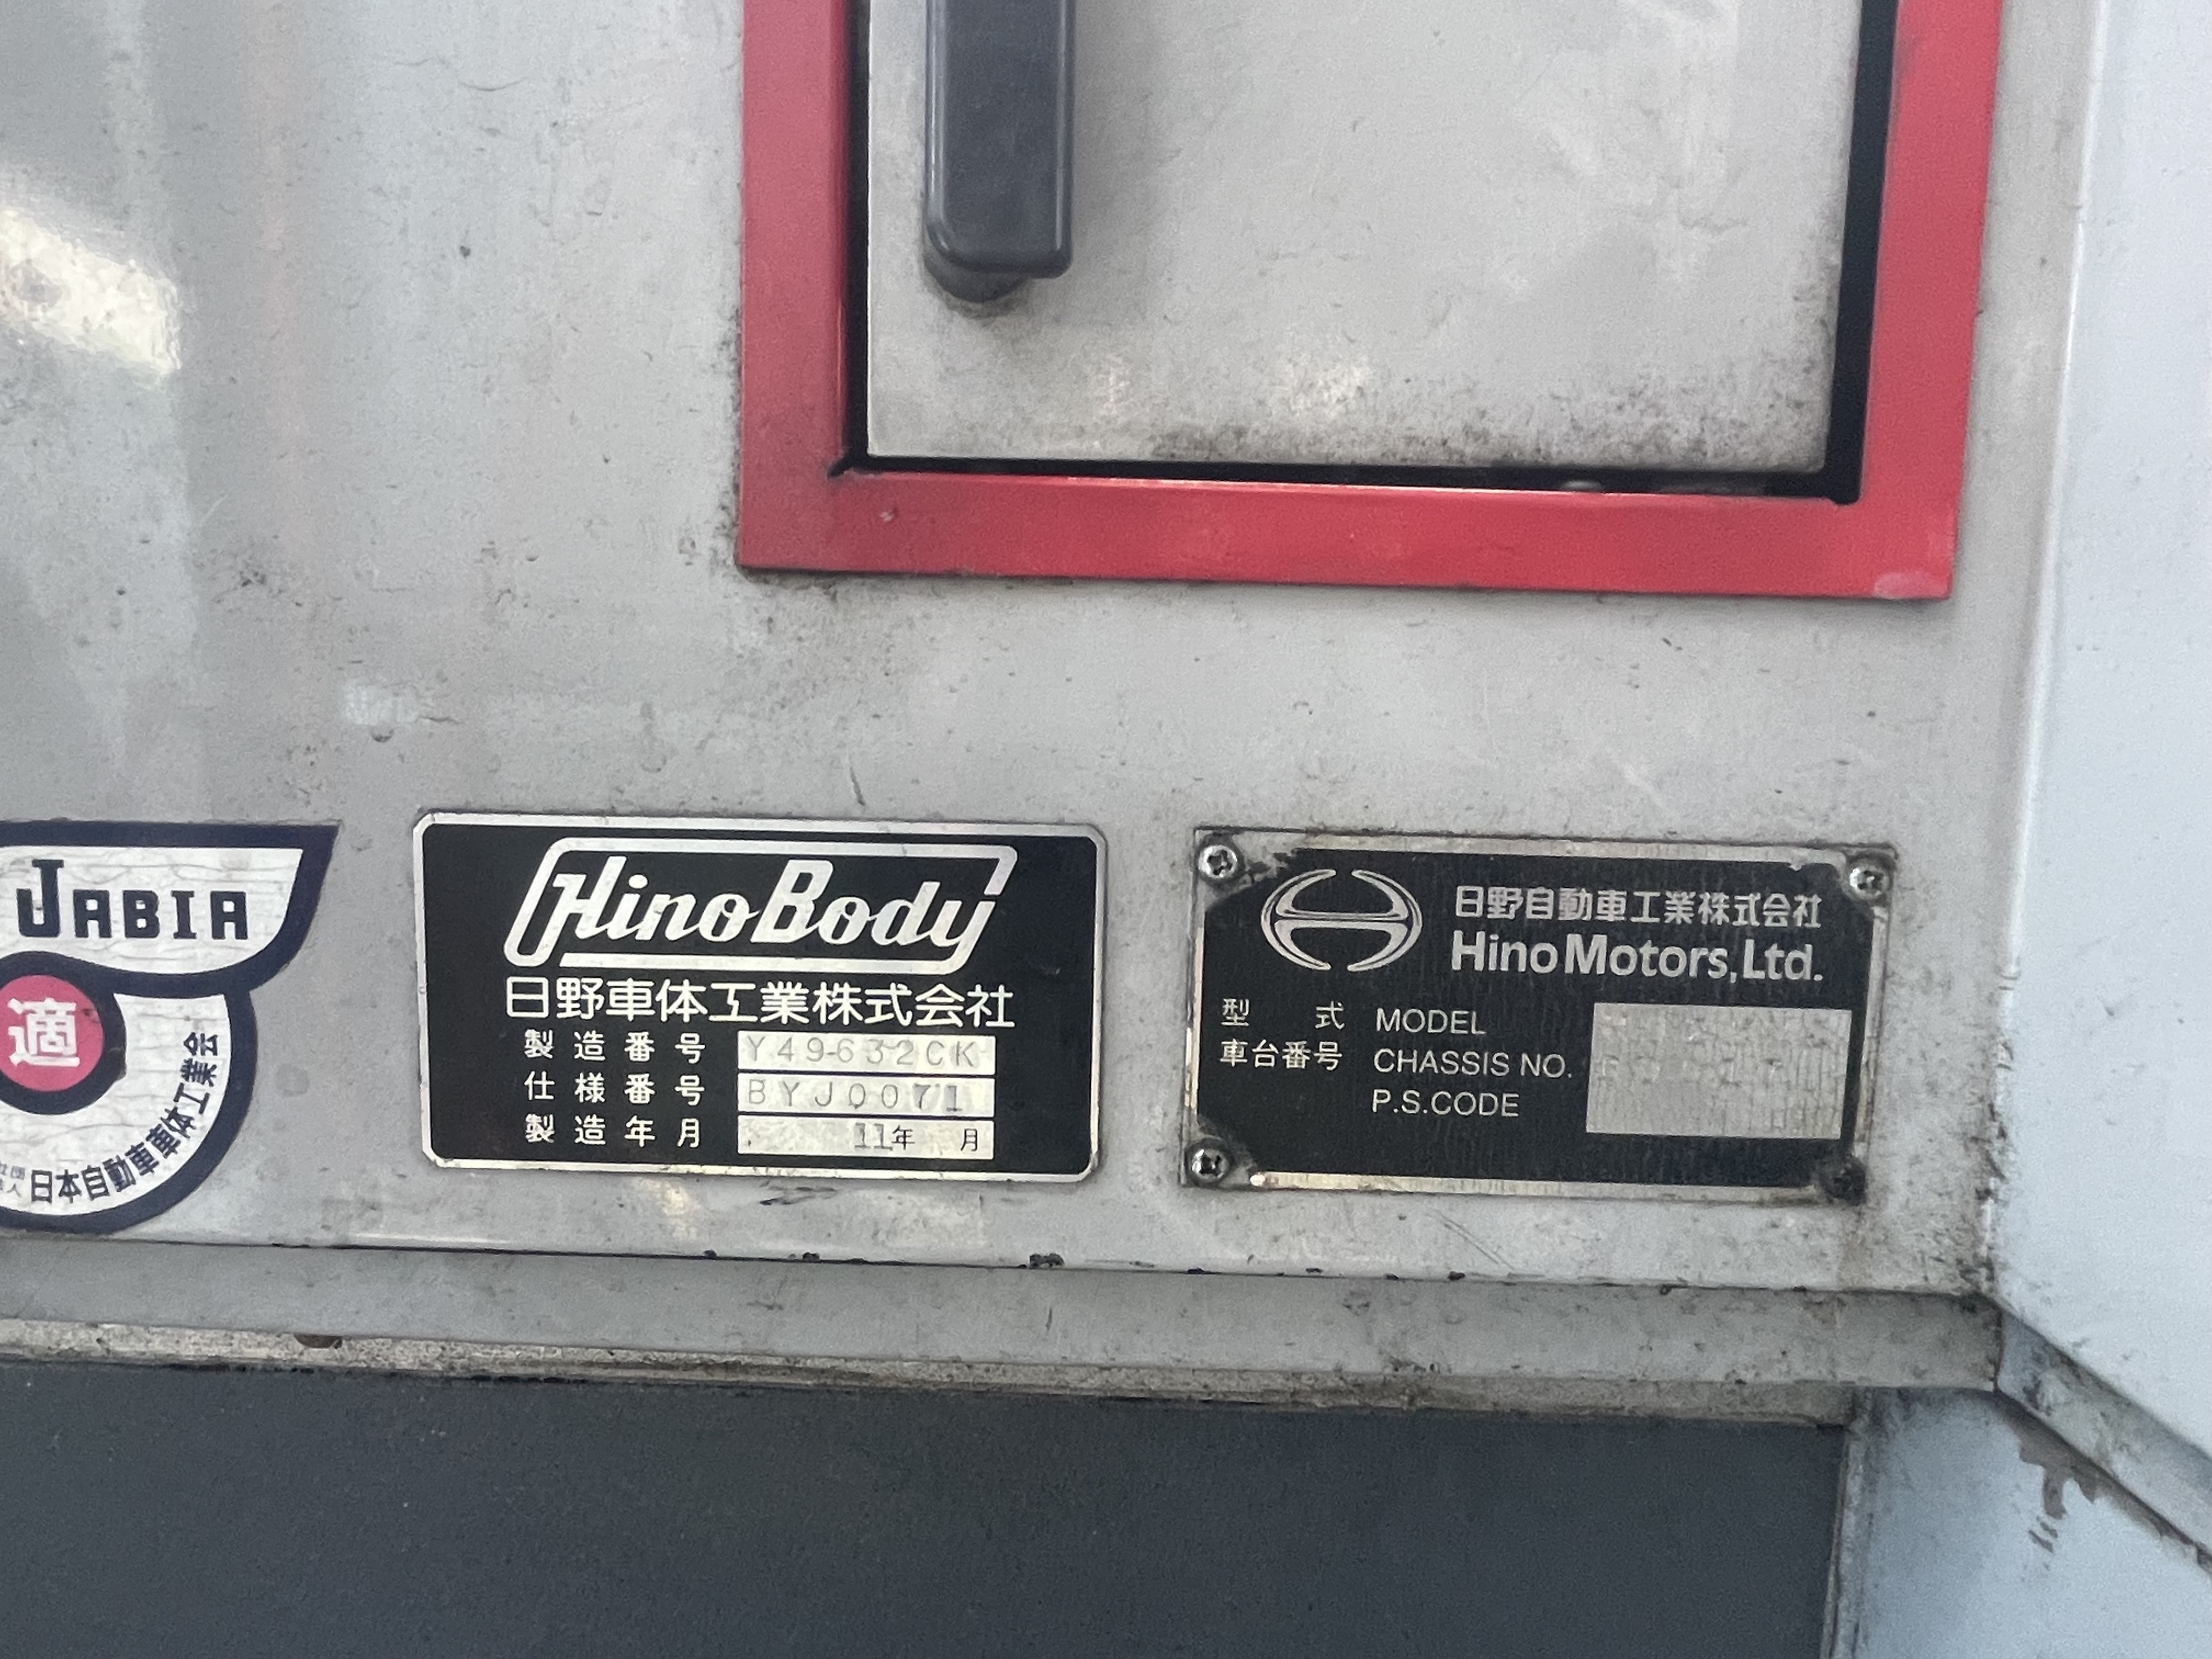 JABIA
適
日本自動車車体工業会
HinoBody
日野車体工業株式会社
製造番号 Y49-632CK
仕様番号 BYJ0071
製造年月 11年 月
日野自動車工業株式会社
Hino Motors, Ltd.
型 式 MODEL
車台番号 CHASSIS NO.
P.S.CODE